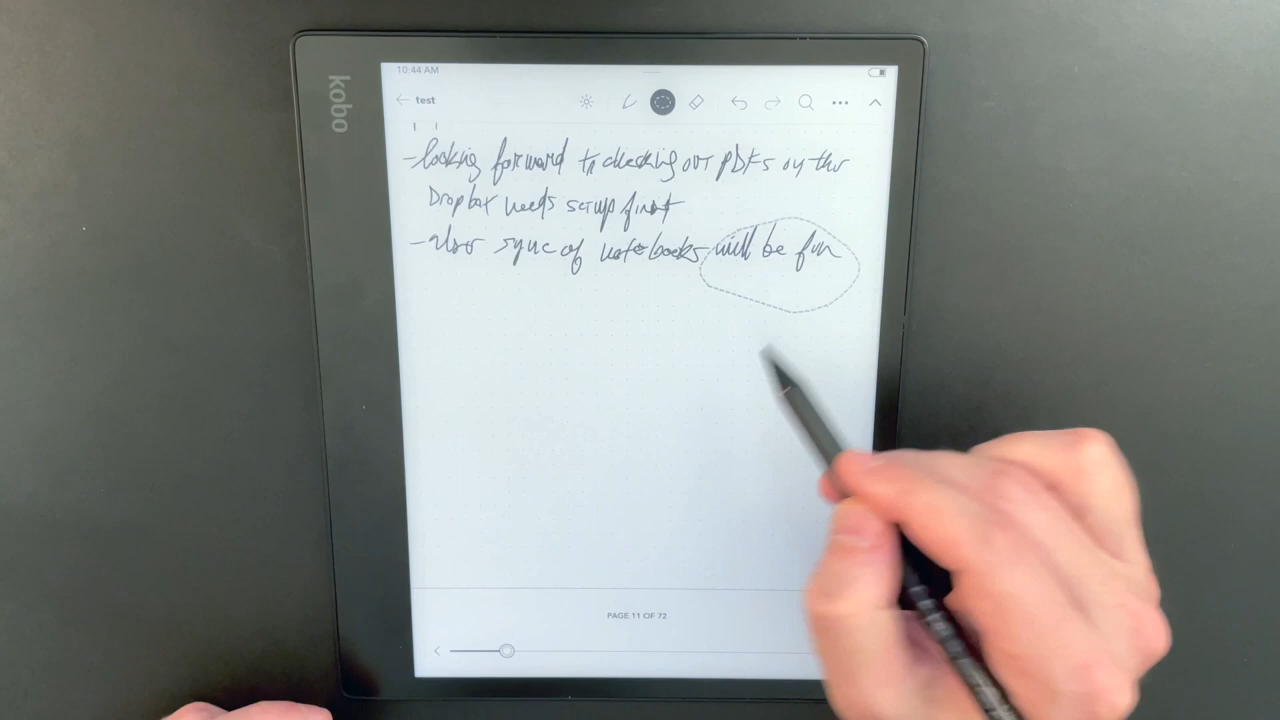 kobo
10:44 AM
test
-looking forward to checking out pDFs on the
Dropbox needs setup first
-also sync of notebooks will be fun
PAGE 11 OF 72